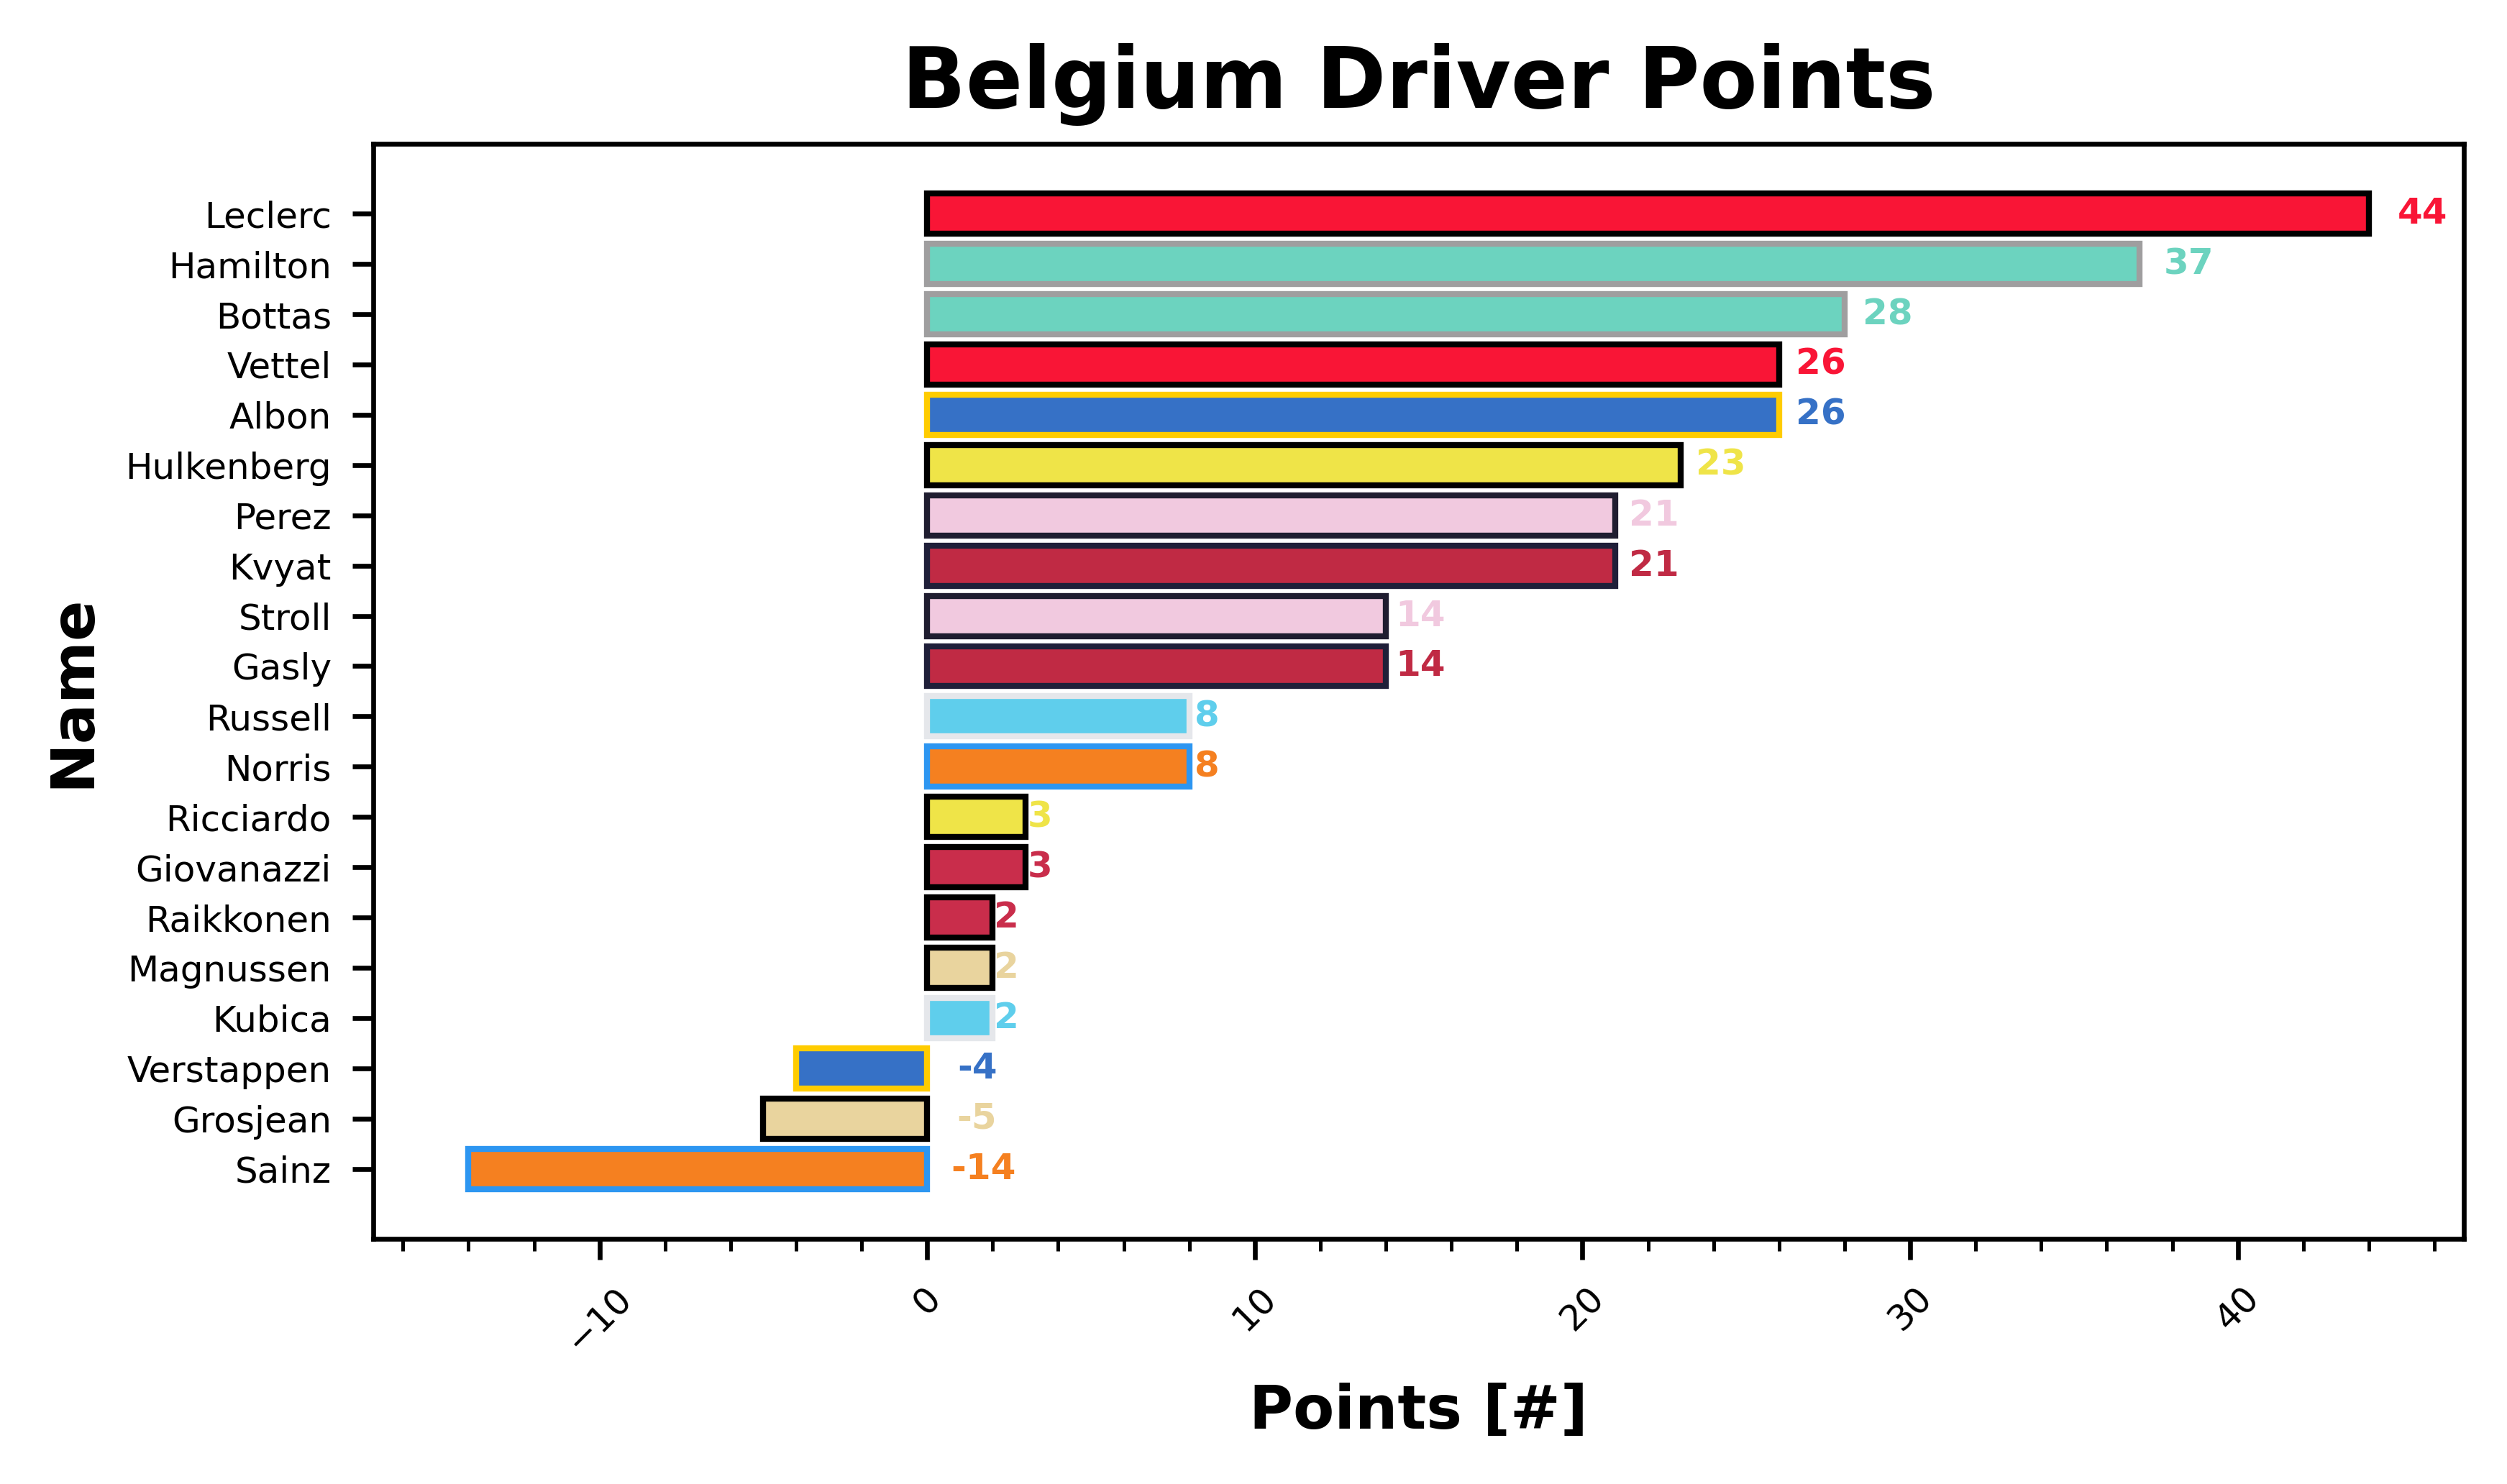 Belgium Driver Points
Name
Leclerc 44
Hamilton 37
Bottas 28
Vettel 26
Albon 26
Hulkenberg 23
Perez 21
Kvyat 21
Stroll 14
Gasly 14
Russell 8
Norris 8
Ricciardo 3
Giovanazzi 3
Raikkonen 2
Magnussen 2
Kubica 2
Verstappen -4
Grosjean -5
Sainz -14
−10 0 10 20 30 40
Points [#]